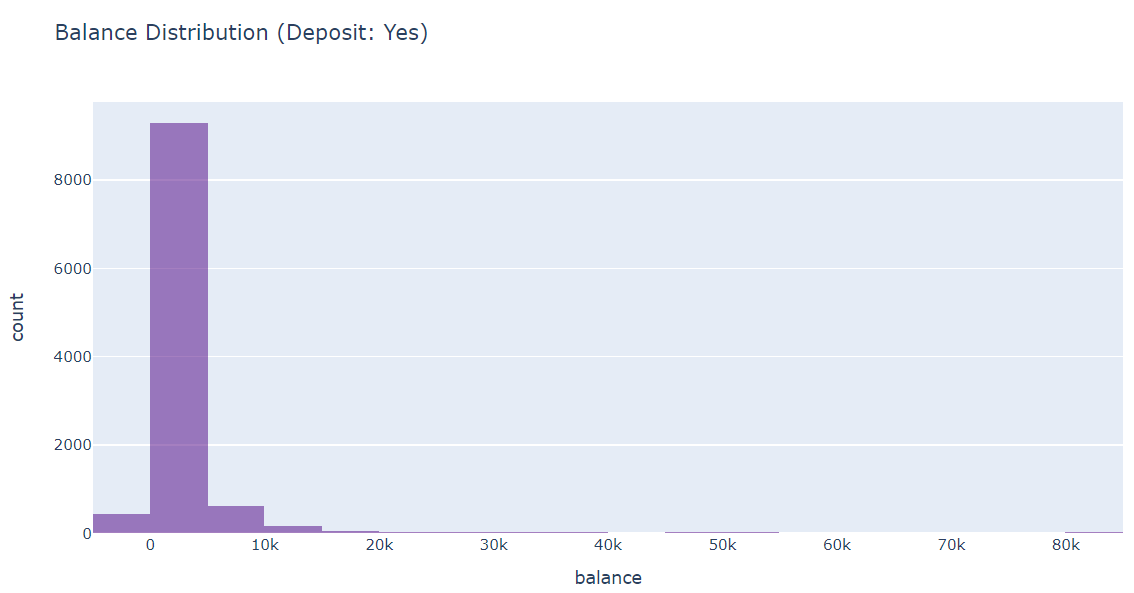 Balance Distribution (Deposit: Yes)
8000
6000
4000
2000
0
count
0 10k 20k 30k 40k 50k 60k 70k 80k
balance